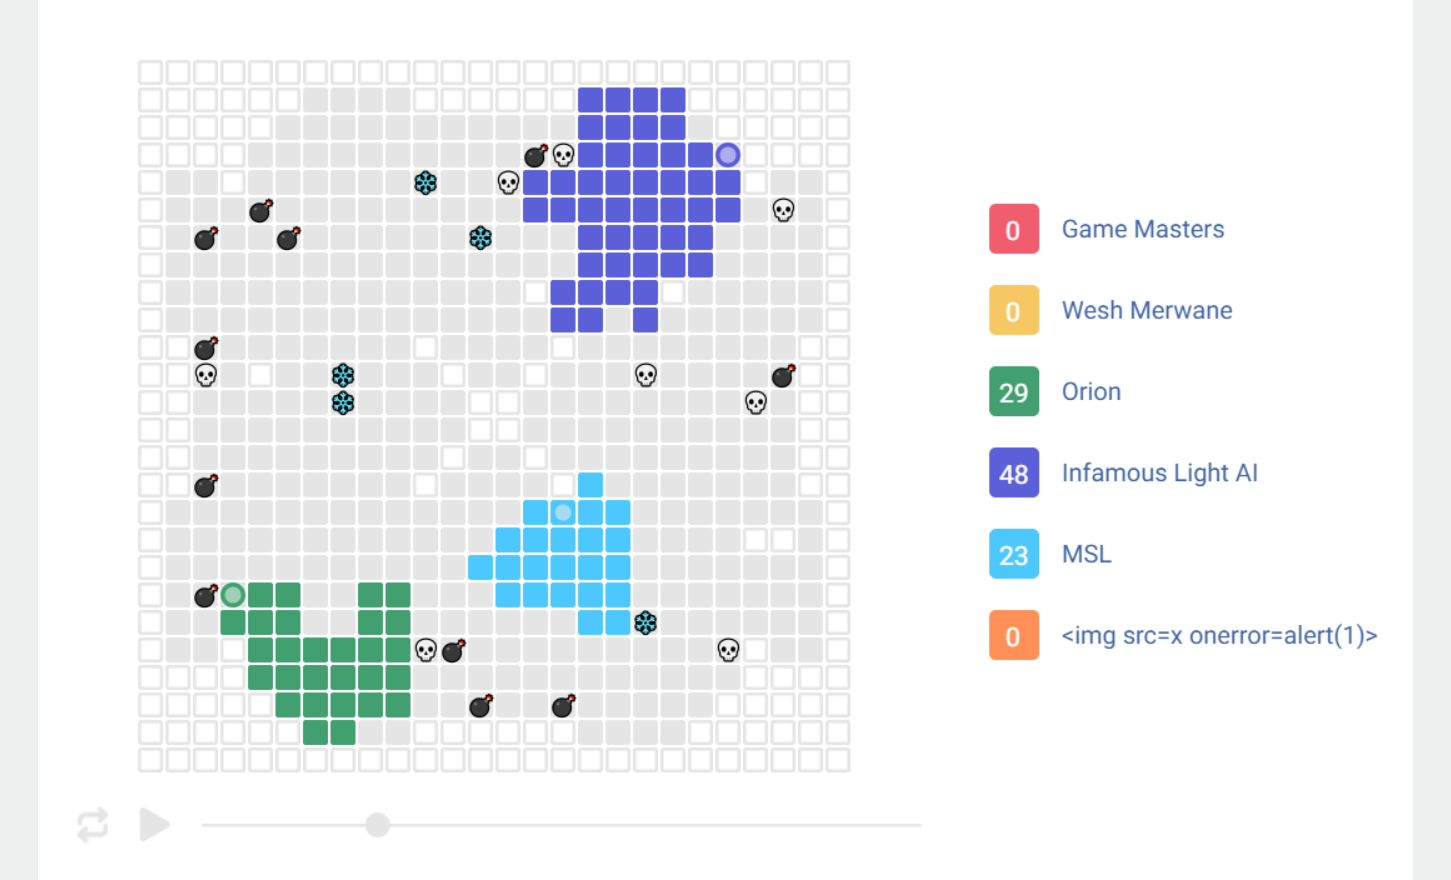 0 Game Masters
0 Wesh Merwane
29 Orion
48 Infamous Light AI
23 MSL
0 <img src=x onerror=alert(1)>